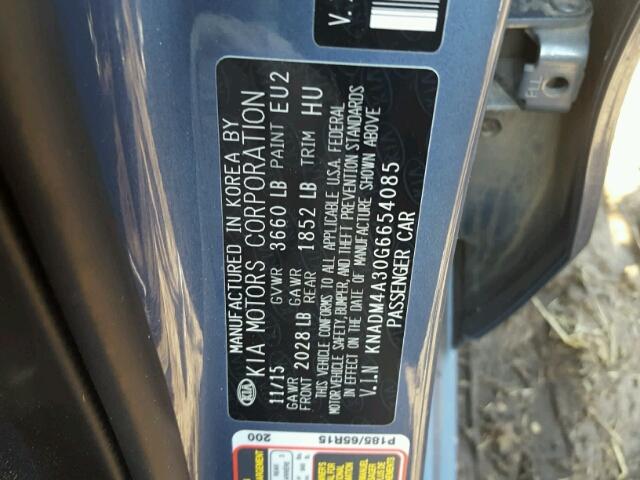 V.
KIA
MANUFACTURED IN KOREA BY
KIA MOTORS CORPORATION
11/15 GVWR 3660 LB PAINT EU2
GAWR FRONT 2028 LB GAWR REAR 1852 LB TRIM HU
THIS VEHICLE CONFORMS TO ALL APPLICABLE U.S.A. FEDERAL
MOTOR VEHICLE SAFETY, BUMPER, AND THEFT PREVENTION STANDARDS
IN EFFECT ON THE DATE OF MANUFACTURE SHOWN ABOVE
V.I.N KNADM4A30G6654085
PASSENGER CAR
P185/65R15
200